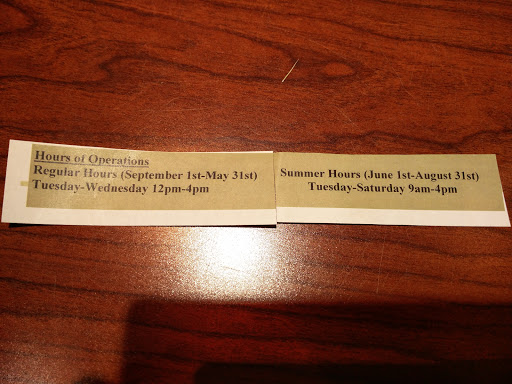 Hours of Operations
Regular Hours (September 1st-May 31st)
Tuesday-Wednesday 12pm-4pm
Summer Hours (June 1st-August 31st)
Tuesday-Saturday 9am-4pm